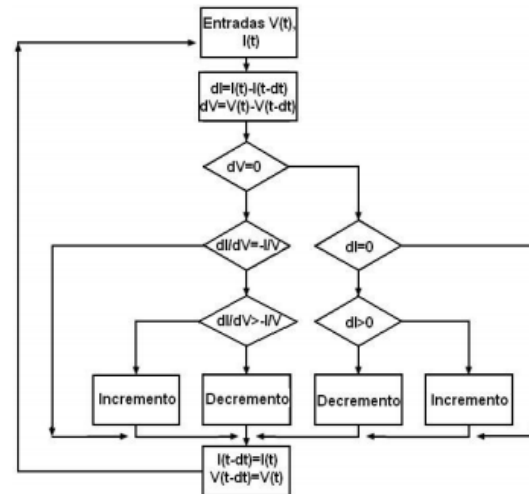 Entradas V(t),
I(t)
dI=I(t)-I(t-dt)
dV=V(t)-V(t-dt)
dV=0
dI/dV=-I/V
dI=0
dI/dV>-I/V
dI>0
Incremento
Decremento
Decremento
Incremento
I(t-dt)=I(t)
V(t-dt)=V(t)